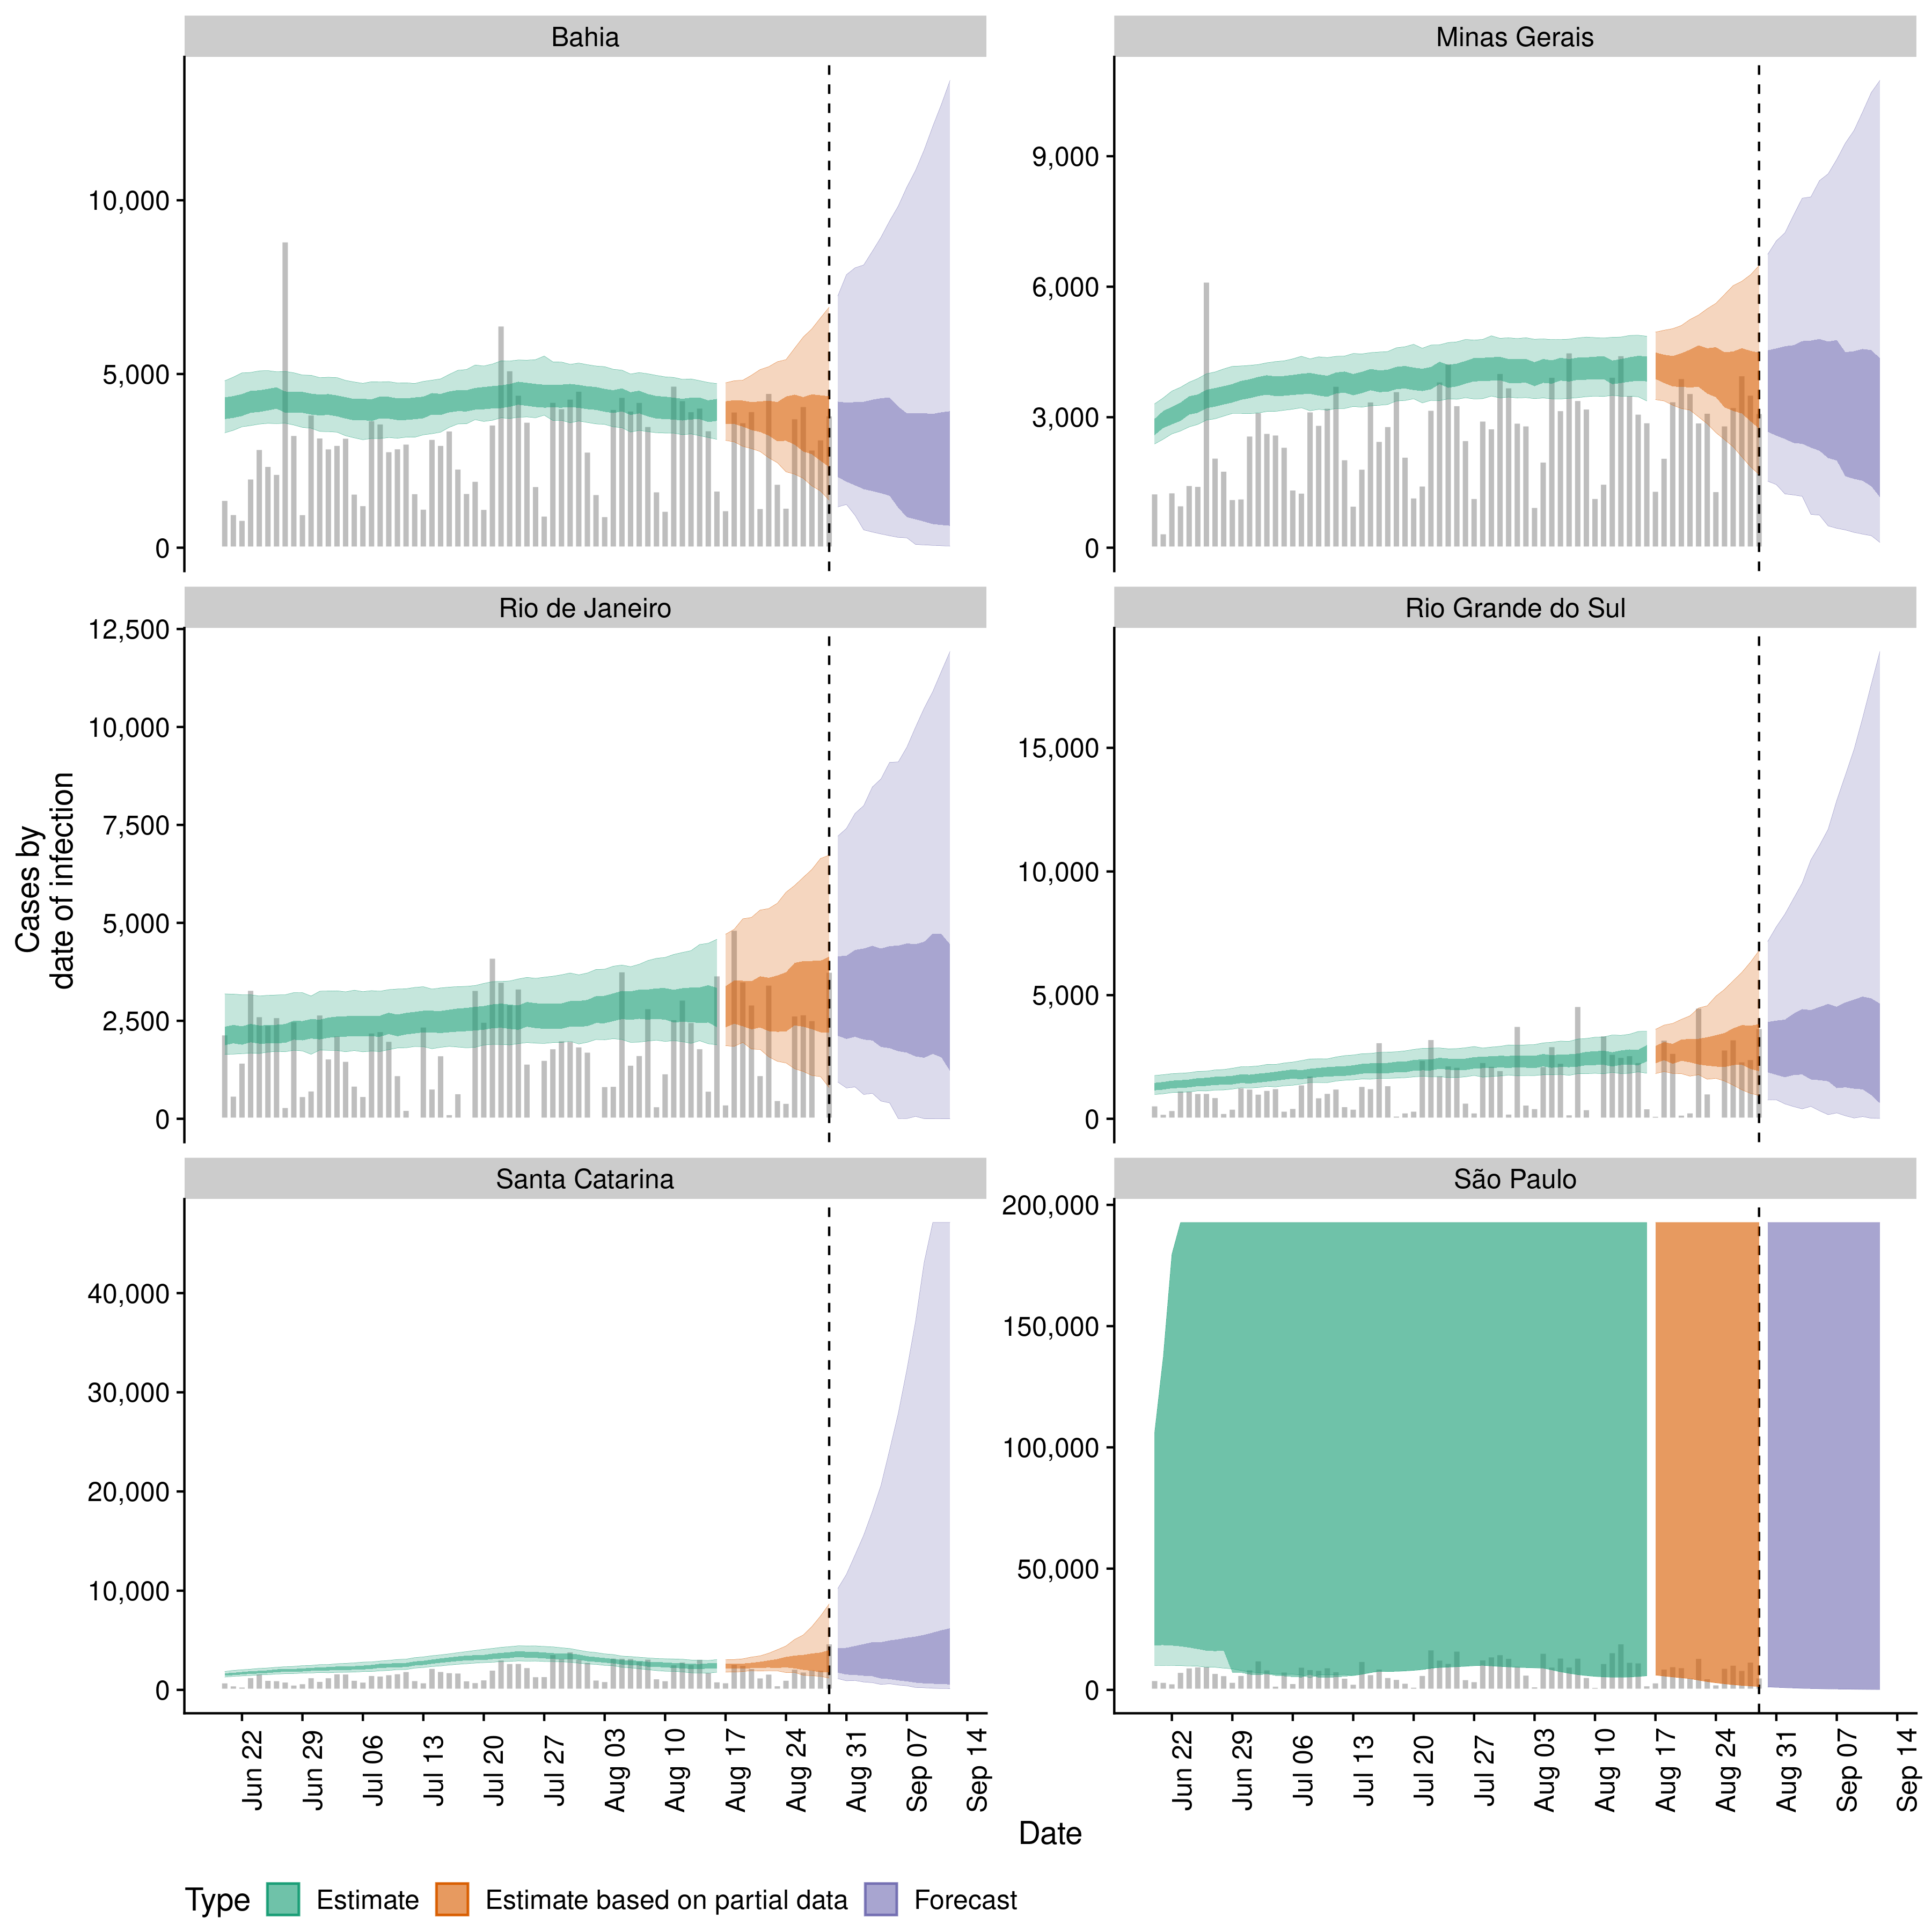 Bahia
Minas Gerais
10,000
5,000
0
9,000
6,000
3,000
0
Rio de Janeiro
Rio Grande do Sul
12,500
10,000
7,500
5,000
2,500
0
15,000
10,000
5,000
0
Cases by
date of infection
Santa Catarina
São Paulo
40,000
30,000
20,000
10,000
0
200,000
150,000
100,000
50,000
0
Jun 22
Jun 29
Jul 06
Jul 13
Jul 20
Jul 27
Aug 03
Aug 10
Aug 17
Aug 24
Aug 31
Sep 07
Sep 14
Jun 22
Jun 29
Jul 06
Jul 13
Jul 20
Jul 27
Aug 03
Aug 10
Aug 17
Aug 24
Aug 31
Sep 07
Sep 14
Date
Type
Estimate
Estimate based on partial data
Forecast